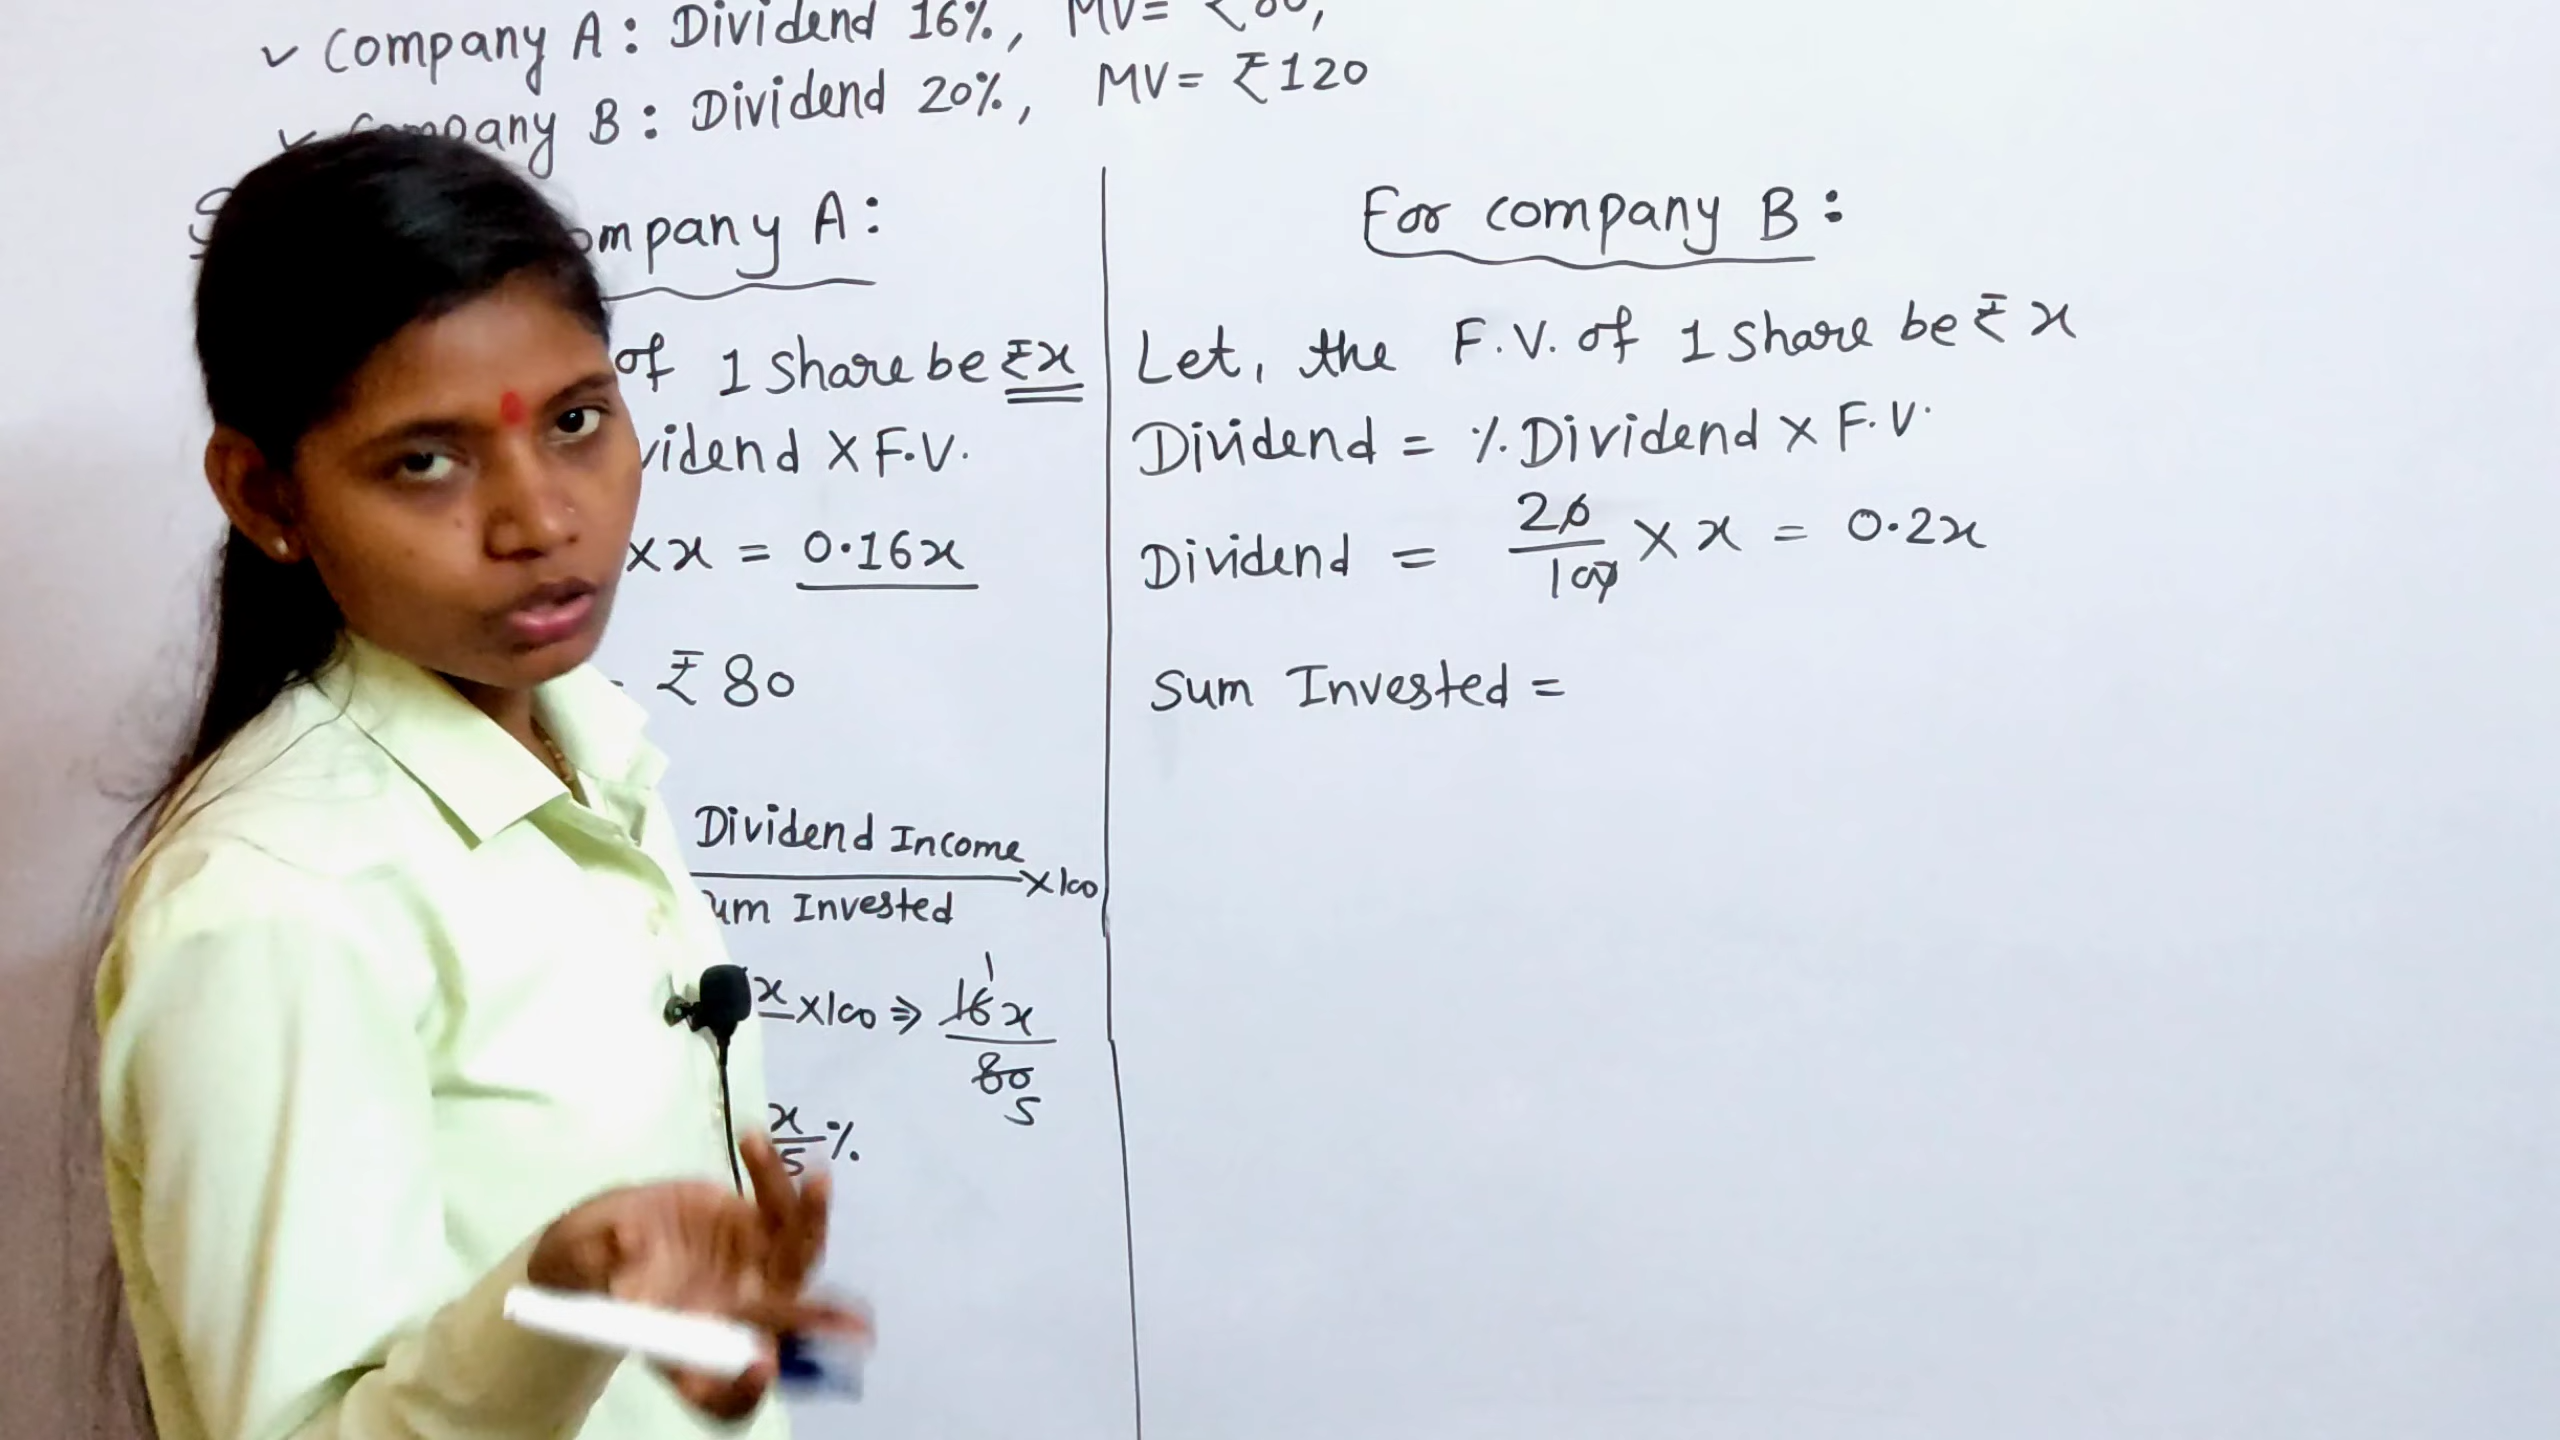 ✓ Company A : Dividend 16%, MV= ₹80,
✓ Company B : Dividend 20%, MV= ₹120
mpany A :
of 1 share be ₹x
vidend × F.V.
×x = 0.16x
₹80
Dividend Income
×100
um Invested
x ×100 ⇒ 1 16x
80
5
x/5 %
For company B :
Let, the F.V. of 1 share be ₹ x
Dividend = % Dividend × F.V.
Dividend = 20/100 × x = 0.2x
Sum Invested =